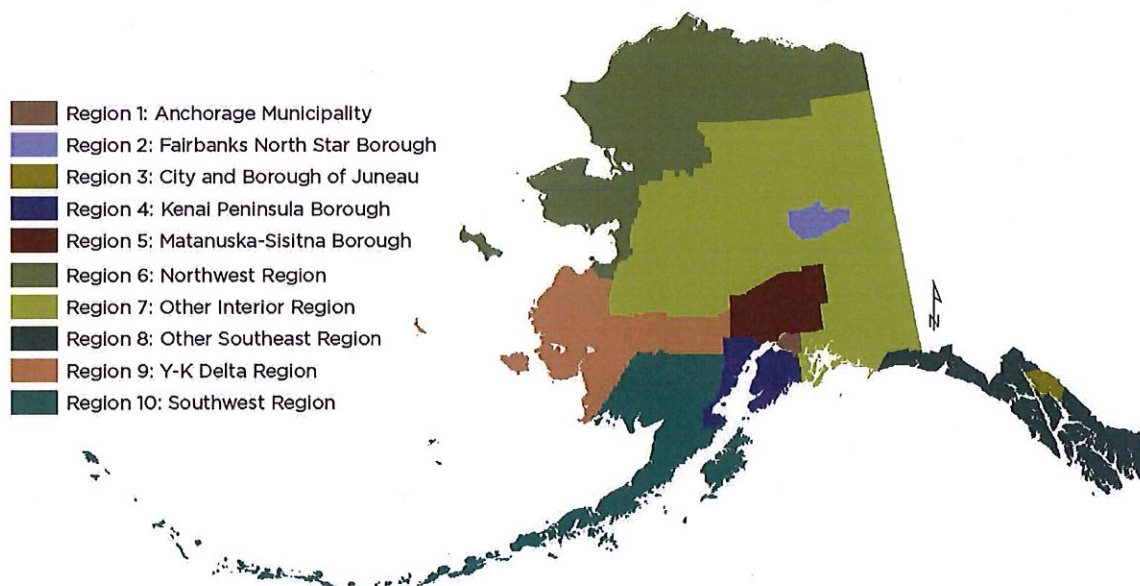 Region 1: Anchorage Municipality
Region 2: Fairbanks North Star Borough
Region 3: City and Borough of Juneau
Region 4: Kenai Peninsula Borough
Region 5: Matanuska-Sisitna Borough
Region 6: Northwest Region
Region 7: Other Interior Region
Region 8: Other Southeast Region
Region 9: Y-K Delta Region
Region 10: Southwest Region